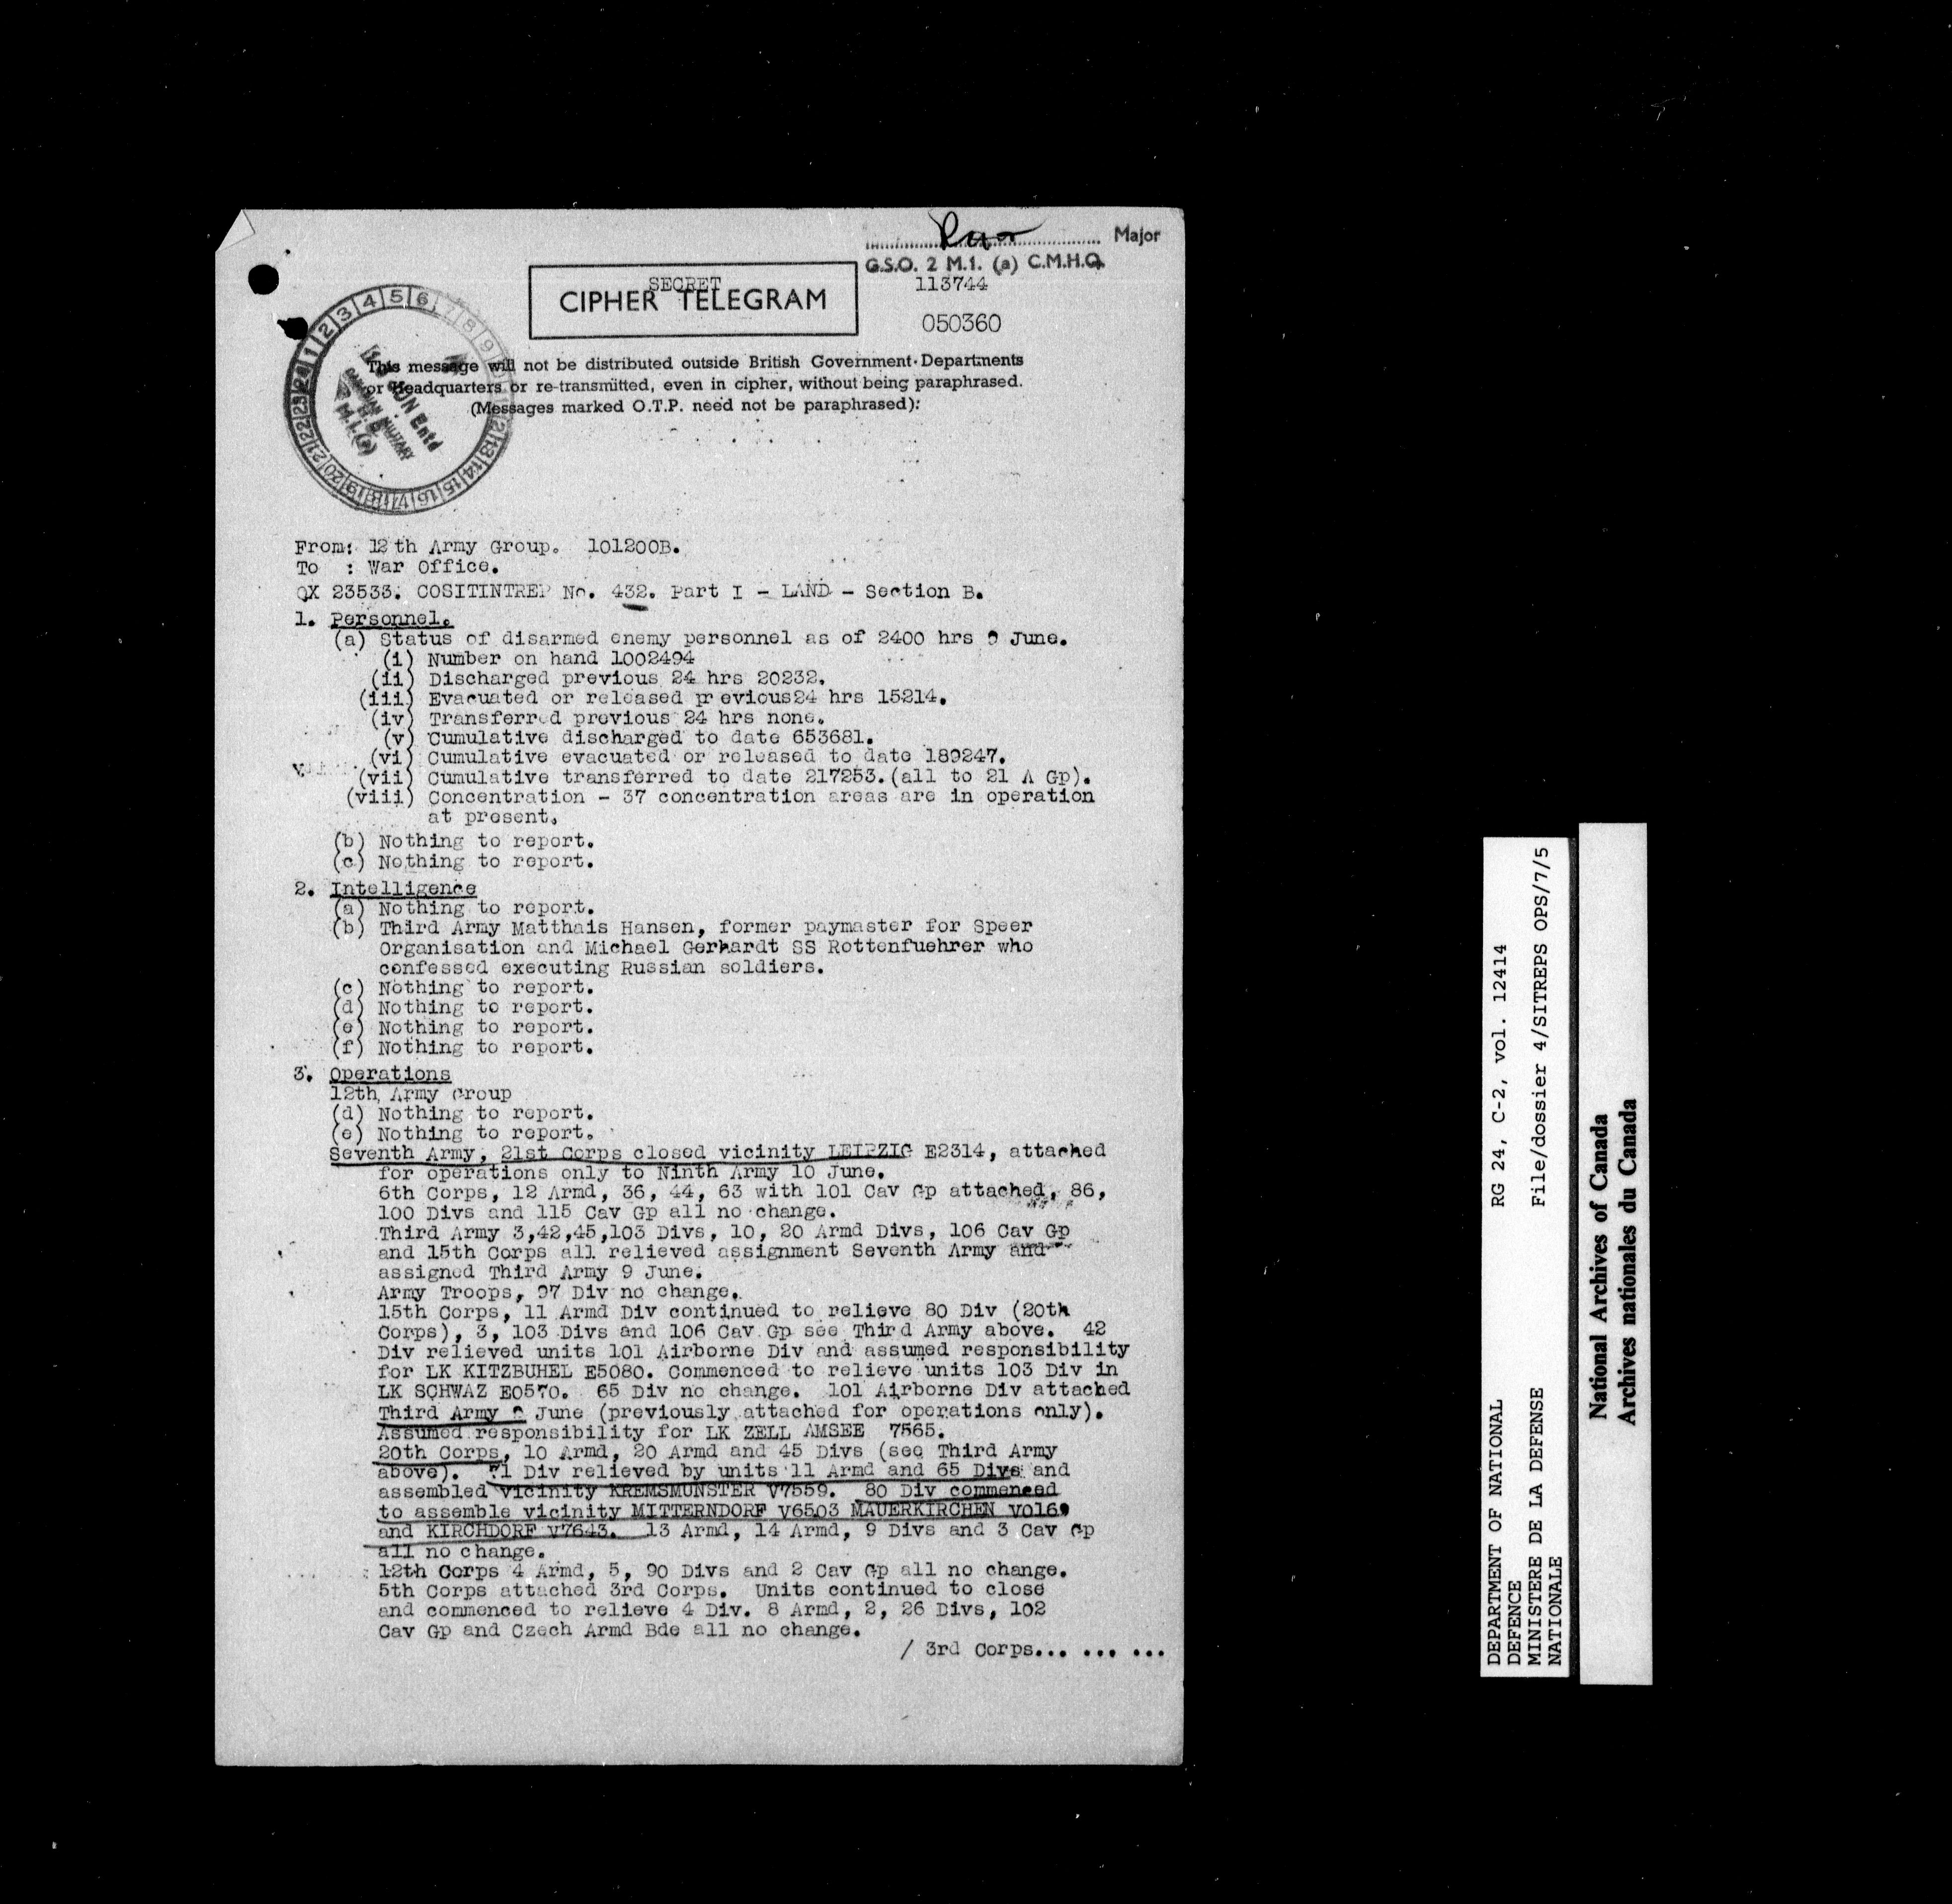 Major
G.S.O. 2 M.I. (a) C.M.H.Q.
SECRET
CIPHER TELEGRAM
113744
050360
This message will not be distributed outside British Government Departments
or Headquarters or re-transmitted, even in cipher, without being paraphrased.
(Messages marked O.T.P. need not be paraphrased):
From: 12th Army Group. 101200B.
To : War Office.
QX 23533. COSITINTREP No. 432. Part I - LAND - Section B.
1. Personnel.
(a) Status of disarmed enemy personnel as of 2400 hrs 9 June.
(i) Number on hand 1002494
(ii) Discharged previous 24 hrs 20232.
(iii) Evacuated or released previous24 hrs 15214.
(iv) Transferred previous 24 hrs none.
(v) Cumulative discharged to date 653681.
(vi) Cumulative evacuated or released to date 189247.
(vii) Cumulative transferred to date 217253.(all to 21 A Gp).
(viii) Concentration - 37 concentration areas are in operation
at present.
(b) Nothing to report.
(c) Nothing to report.
2. Intelligence
(a) Nothing to report.
(b) Third Army Matthais Hansen, former paymaster for Speer
Organisation and Michael Gerhardt SS Rottenfuehrer who
confessed executing Russian soldiers.
(c) Nothing to report.
(d) Nothing to report.
(e) Nothing to report.
(f) Nothing to report.
3. Operations
12th Army Group
(d) Nothing to report.
(e) Nothing to report.
Seventh Army, 21st Corps closed vicinity LEIPZIG E2314, attached
for operations only to Ninth Army 10 June.
6th Corps, 12 Armd, 36, 44, 63 with 101 Cav Gp attached, 86,
100 Divs and 115 Cav Gp all no change.
Third Army 3,42,45,103 Divs, 10, 20 Armd Divs, 106 Cav Gp
and 15th Corps all relieved assignment Seventh Army and
assigned Third Army 9 June.
Army Troops, 97 Div no change.
15th Corps, 11 Armd Div continued to relieve 80 Div (20th
Corps), 3, 103 Divs and 106 Cav Gp see Third Army above. 42
Div relieved units 101 Airborne Div and assumed responsibility
for LK KITZBUHEL E5080. Commenced to relieve units 103 Div in
LK SCHWAZ E0570. 65 Div no change. 101 Airborne Div attached
Third Army June (previously attached for operations only).
Assumed responsibility for LK ZELL AMSEE 7565.
20th Corps, 10 Armd, 20 Armd and 45 Divs (see Third Army
above). 71 Div relieved by units 11 Armd and 65 Divs and
assembled vicinity KREMSMUNSTER V7559. 80 Div commenced
to assemble vicinity MITTERNDORF V6503 MAUERKIRCHEN V0169
and KIRCHDORF V7643. 13 Armd, 14 Armd, 9 Divs and 3 Cav Gp
all no change.
12th Corps 4 Armd, 5, 90 Divs and 2 Cav Gp all no change.
5th Corps attached 3rd Corps. Units continued to close
and commenced to relieve 4 Div. 8 Armd, 2, 26 Divs, 102
Cav Gp and Czech Armd Bde all no change.
/ 3rd Corps... ... ...
DEPARTMENT OF NATIONAL RG 24, C-2, vol. 12414
DEFENCE
MINISTERE DE LA DEFENSE File/dossier 4/SITREPS OPS/7/5
NATIONALE
National Archives of Canada
Archives nationales du Canada